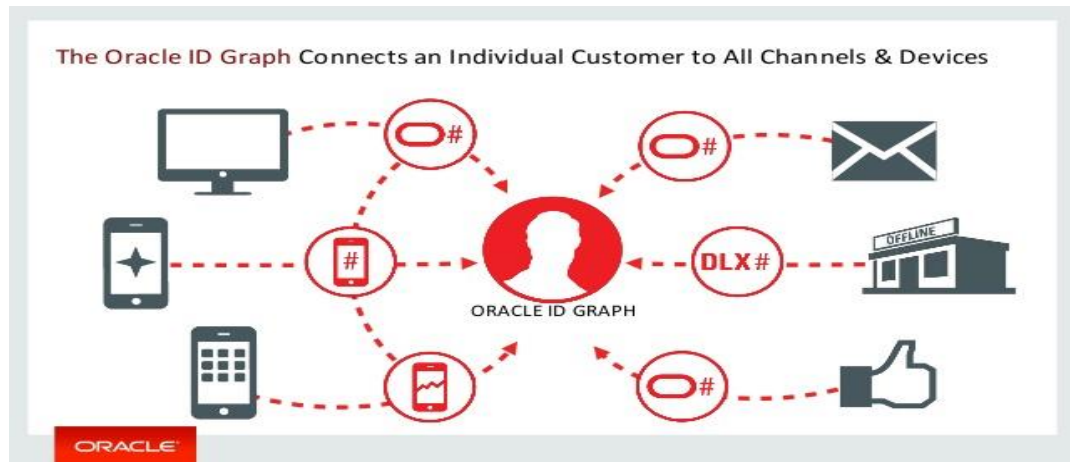 The Oracle ID Graph Connects an Individual Customer to All Channels & Devices
#
#
OFFLINE
#
DLX#
ORACLE ID GRAPH
#
ORACLE